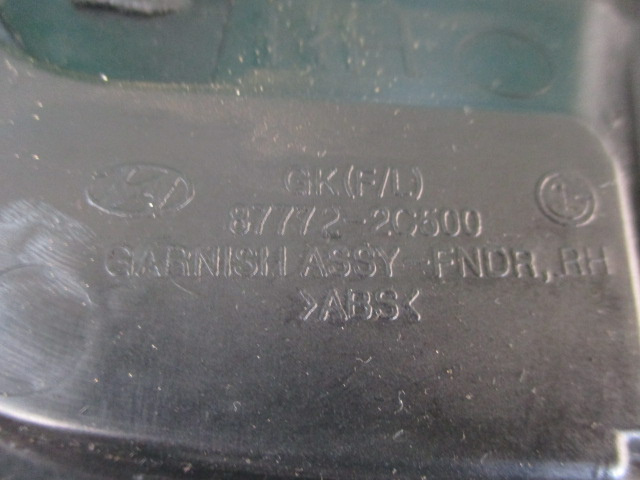 GK(F/L)
87772-2C500
GARNISH ASSY-FNDR, RH
>ABS<